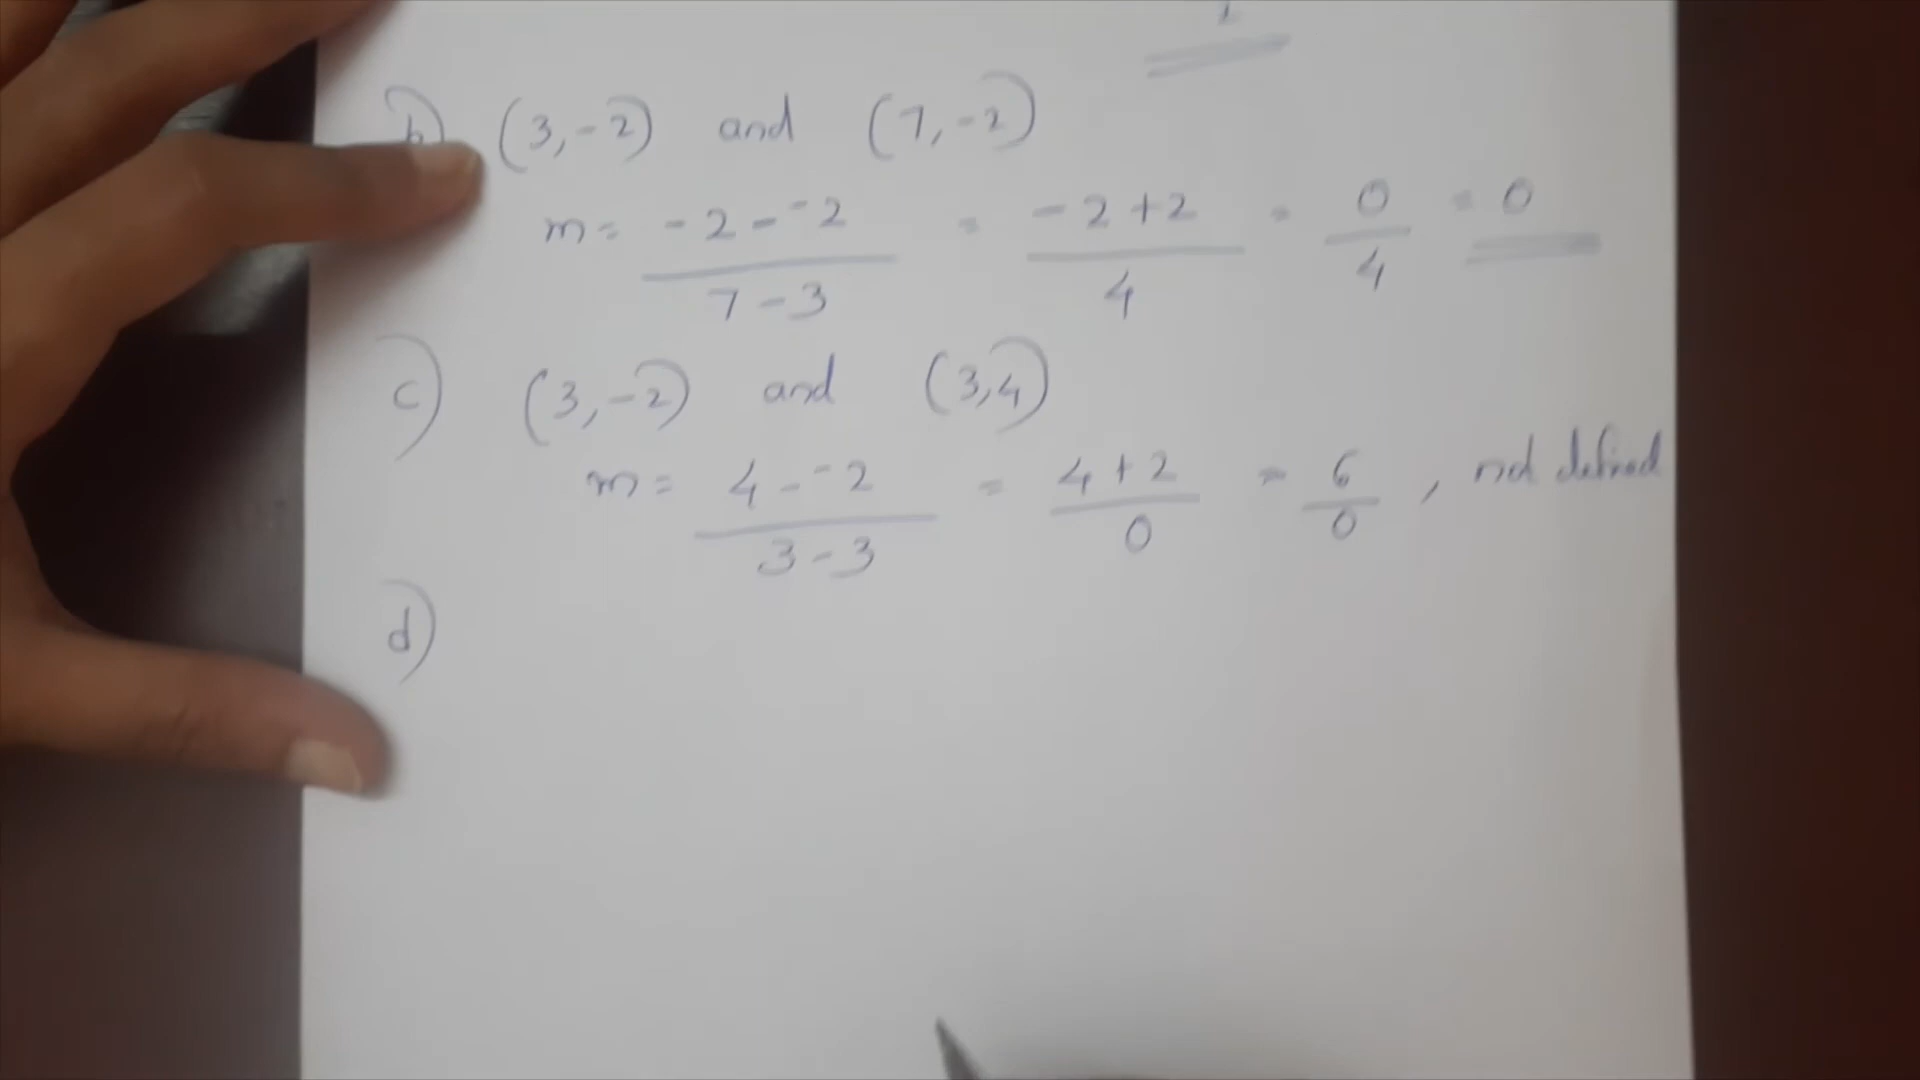 b) (3,-2) and (7,-2)
m = -2 - -2 / 7-3 = -2+2 / 4 = 0/4 = 0
c) (3,-2) and (3,4)
m = 4 - -2 / 3-3 = 4+2 / 0 = 6/0 , not defined
d)